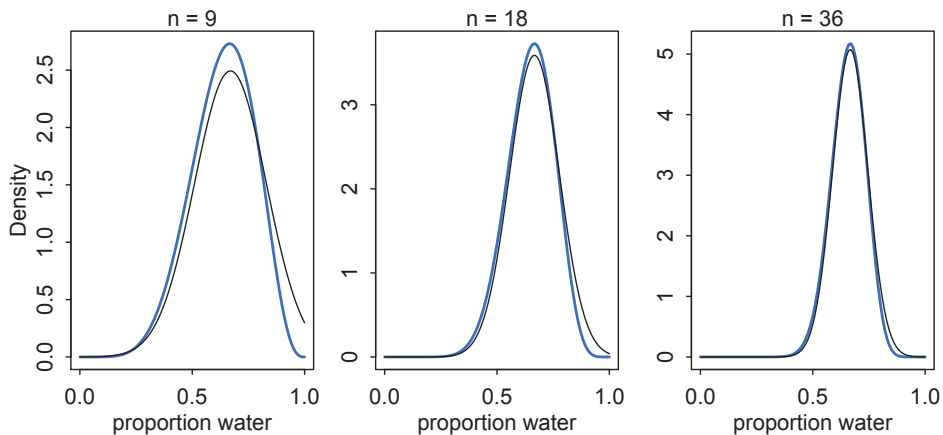 n = 9
n = 18
n = 36
Density
0.0 0.5 1.0 1.5 2.0 2.5
0 1 2 3
0 1 2 3 4 5
0.0 0.5 1.0
0.0 0.5 1.0
0.0 0.5 1.0
proportion water
proportion water
proportion water